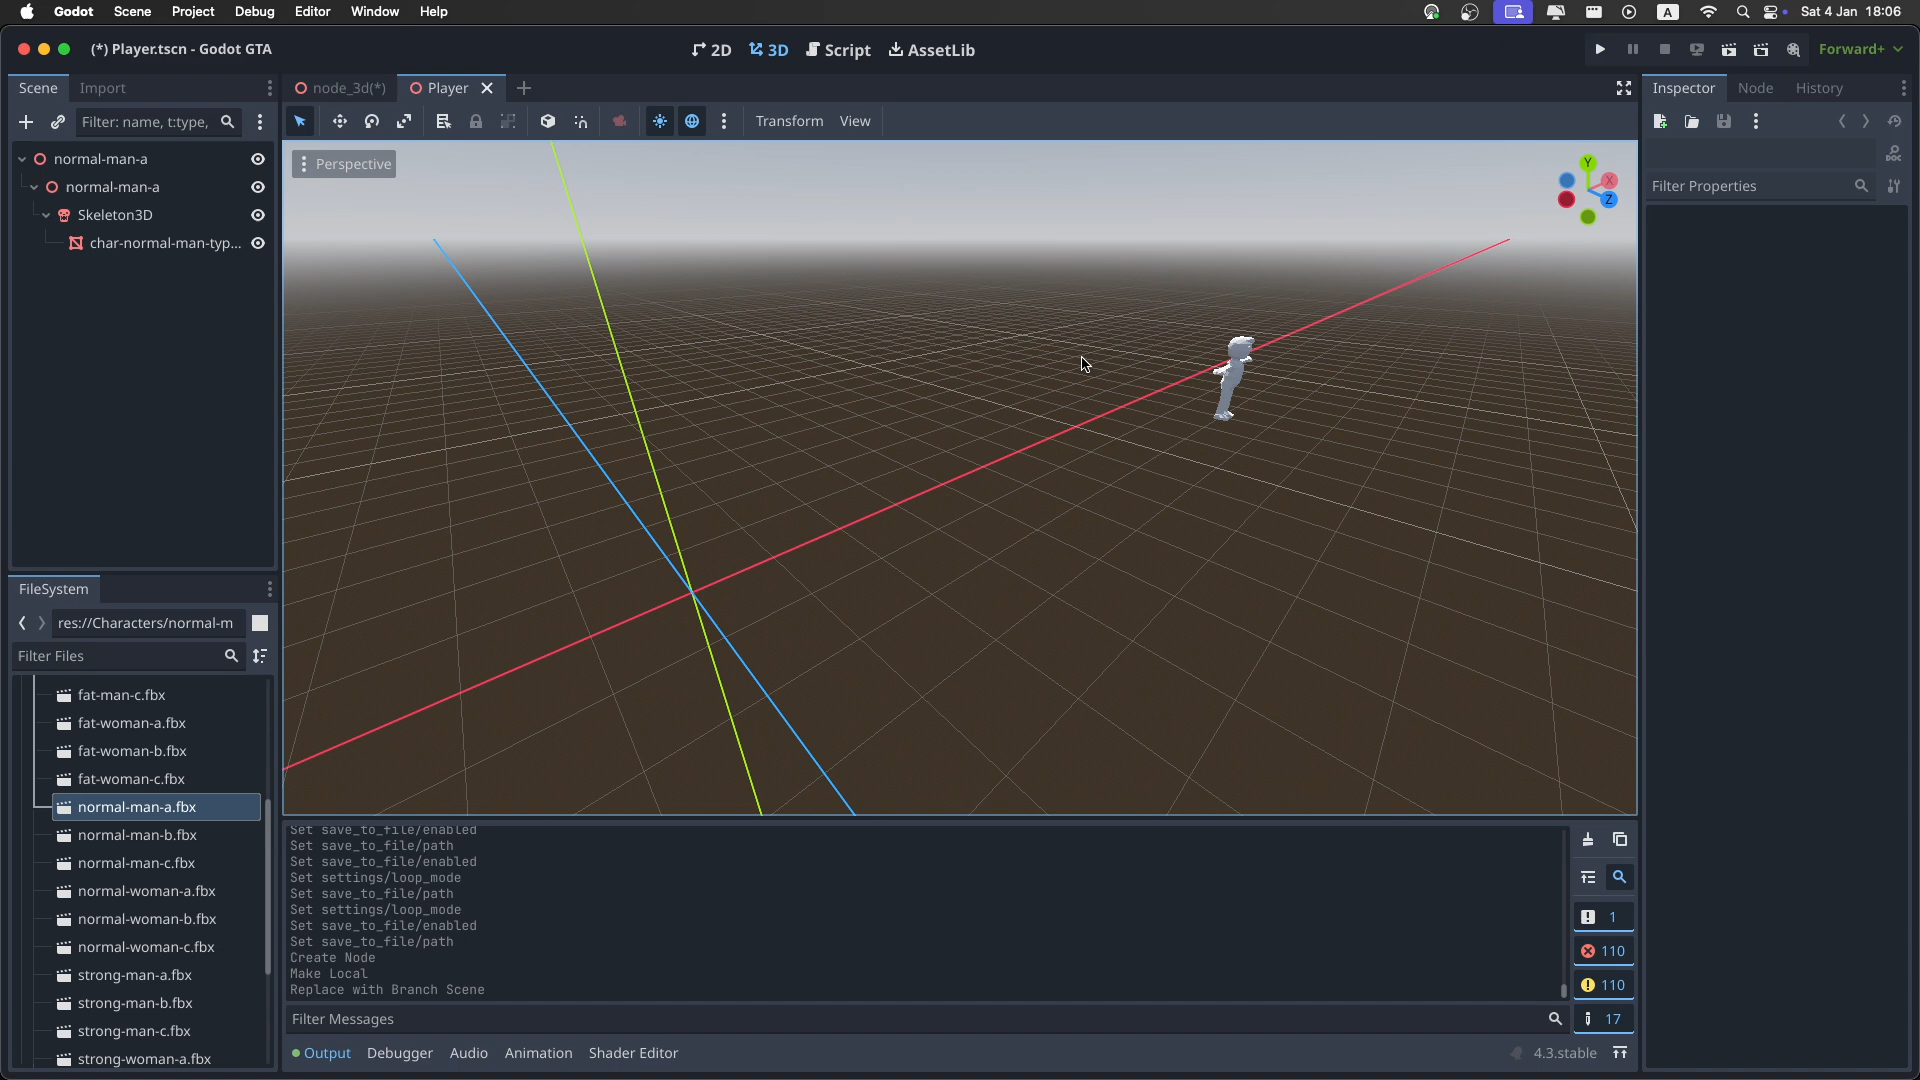 Godot Scene Project Debug Editor Window Help A Sat 4 Jan 18:06
(*) Player.tscn - Godot GTA 2D 3D Script AssetLib Forward+
Scene Import node_3d(*) Player Inspector Node History
Filter: name, t:type, Transform View
normal-man-a
normal-man-a
Skeleton3D
char-normal-man-typ...
Perspective
Y
X
Z
Filter Properties
FileSystem
res://Characters/normal-m
Filter Files
fat-man-c.fbx
fat-woman-a.fbx
fat-woman-b.fbx
fat-woman-c.fbx
normal-man-a.fbx
normal-man-b.fbx
normal-man-c.fbx
normal-woman-a.fbx
normal-woman-b.fbx
normal-woman-c.fbx
strong-man-a.fbx
strong-man-b.fbx
strong-man-c.fbx
strong-woman-a.fbx
Set save_to_file/enabled
Set save_to_file/path
Set save_to_file/enabled
Set settings/loop_mode
Set save_to_file/path
Set settings/loop_mode
Set save_to_file/enabled
Set save_to_file/path
Create Node
Make Local
Replace with Branch Scene
1
110
110
17
Filter Messages
Output Debugger Audio Animation Shader Editor 4.3.stable